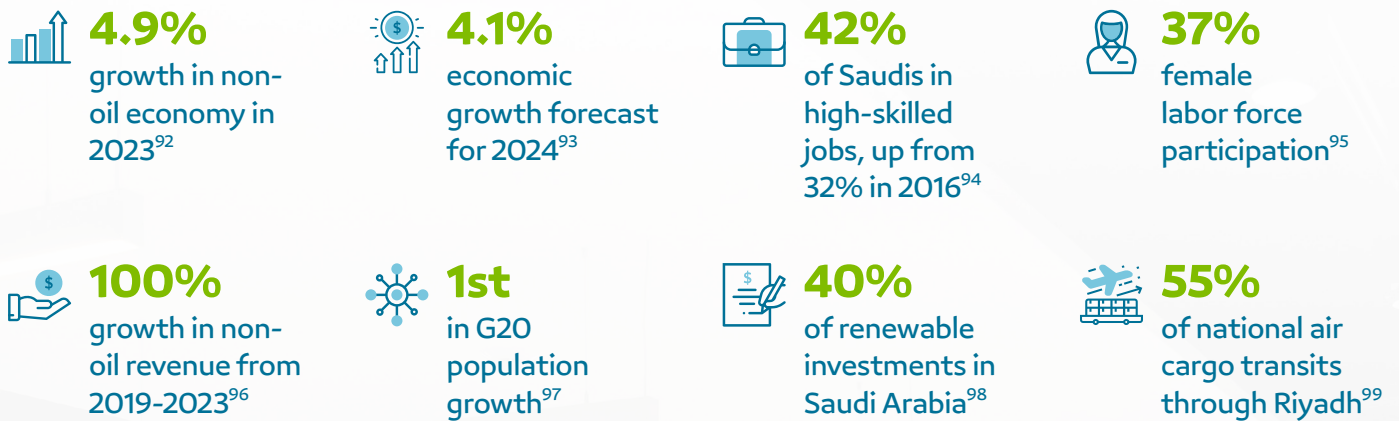 4.9%
growth in non-
oil economy in
2023⁹²
4.1%
economic
growth forecast
for 2024⁹³
42%
of Saudis in
high-skilled
jobs, up from
32% in 2016⁹⁴
37%
female
labor force
participation⁹⁵
$
100%
growth in non-
oil revenue from
2019-2023⁹⁶
1st
in G20
population
growth⁹⁷
$
40%
of renewable
investments in
Saudi Arabia⁹⁸
55%
of national air
cargo transits
through Riyadh⁹⁹
$